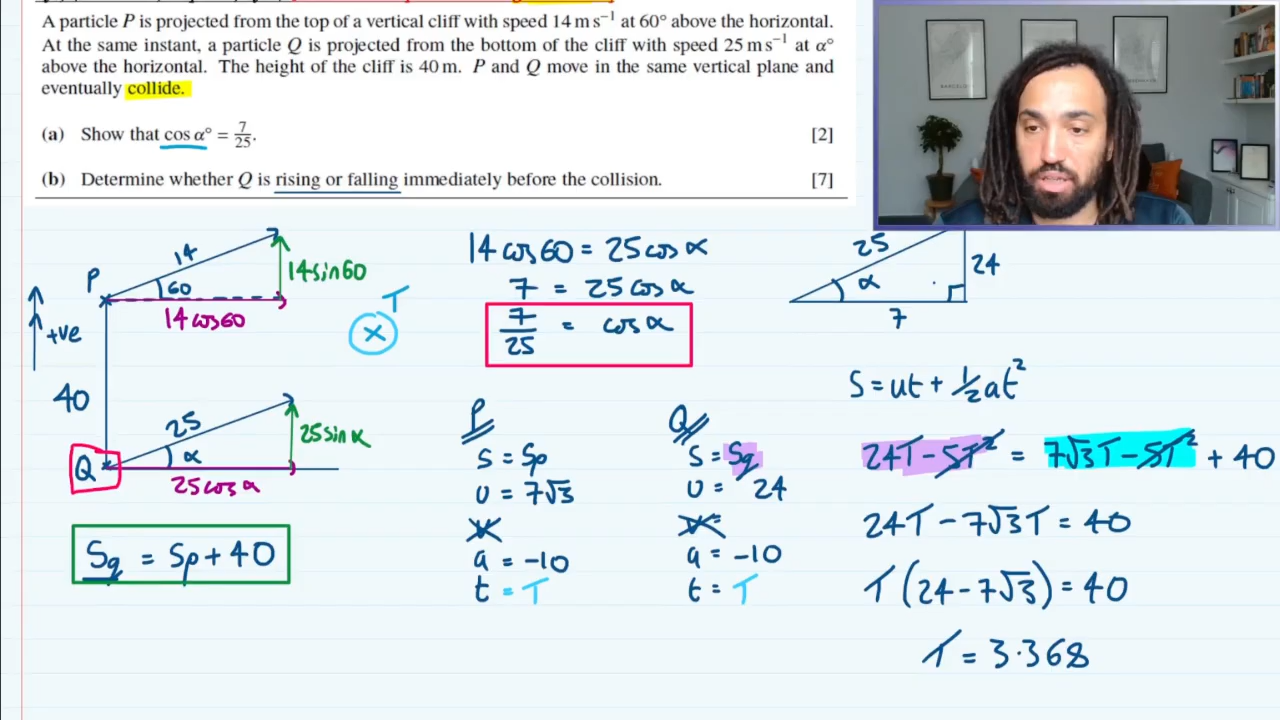 A particle P is projected from the top of a vertical cliff with speed 14 m s⁻¹ at 60° above the horizontal.
At the same instant, a particle Q is projected from the bottom of the cliff with speed 25 m s⁻¹ at α°
above the horizontal. The height of the cliff is 40 m. P and Q move in the same vertical plane and
eventually collide.
(a) Show that cos α° = 7/25. [2]
(b) Determine whether Q is rising or falling immediately before the collision. [7]
P
14
60
14 sin 60
14 cos 60
+ve
40
T
X
Q
25
α
25 sin α
25 cos α
Sq = Sp + 40
14 cos 60 = 25 cos α
7 = 25 cos α
7/25 = cos α
P
S = Sp
U = 7√3
V
a = -10
t = T
Q
S = Sq
U = 24
V =
a = -10
t = T
25
24
α
7
S = ut + ½at²
24T - 5T² = 7√3T - 5T² + 40
24T - 7√3T = 40
T(24 - 7√3) = 40
T = 3.368